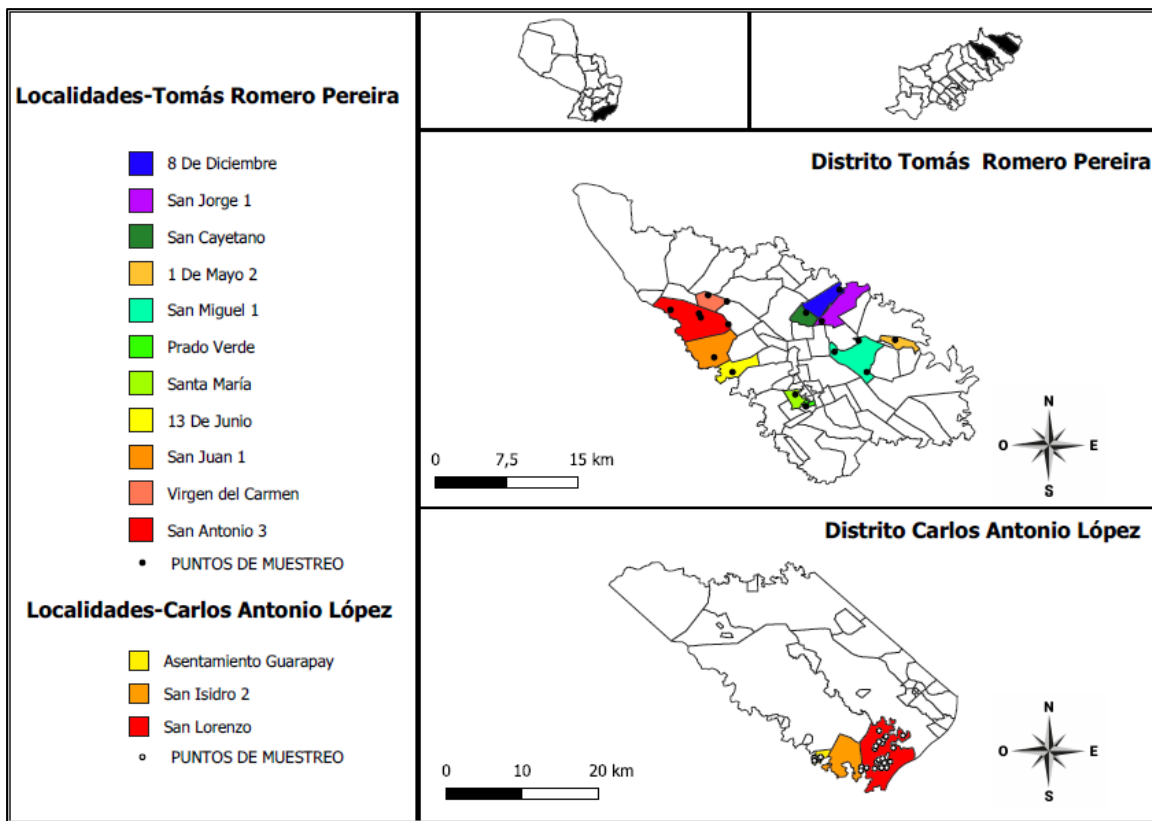 Localidades-Tomás Romero Pereira
8 De Diciembre
San Jorge 1
San Cayetano
1 De Mayo 2
San Miguel 1
Prado Verde
Santa María
13 De Junio
San Juan 1
Virgen del Carmen
San Antonio 3
PUNTOS DE MUESTREO
Localidades-Carlos Antonio López
Asentamiento Guarapay
San Isidro 2
San Lorenzo
PUNTOS DE MUESTREO
Distrito Tomás Romero Pereira
N
O E
S
0 7,5 15 km
Distrito Carlos Antonio López
N
O E
S
0 10 20 km